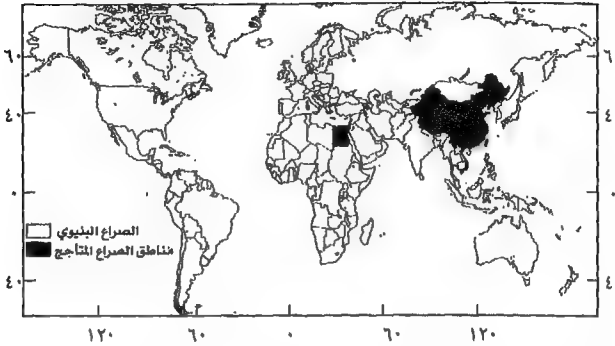 ٦٠ ٦٠
٤٠ ٤٠
٠ ٠
الصراع البنيوي
مناطق الصراع المتأجج
٤٠ ٤٠
١٢٠ ٦٠ ٠ ٦٠ ١٢٠